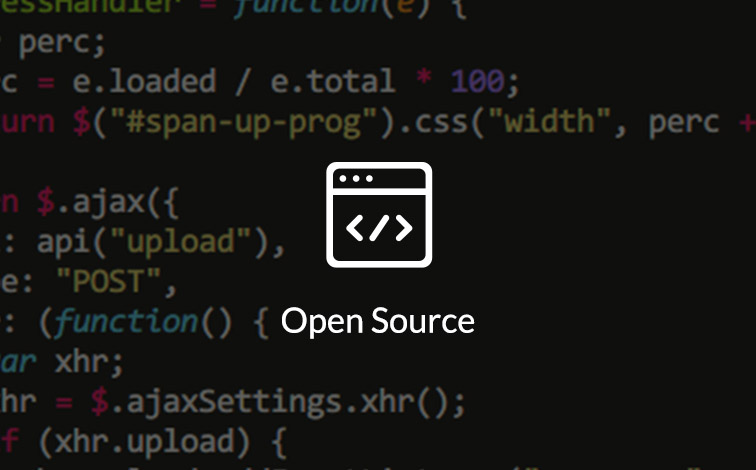 essHandler = function(e) {
r perc;
c = e.loaded / e.total * 100;
urn $("#span-up-prog").css("width", perc +
n $.ajax({
: api("upload"),
e: "POST",
: (function() {
Open Source
ar xhr;
hr = $.ajaxSettings.xhr();
f (xhr.upload) {